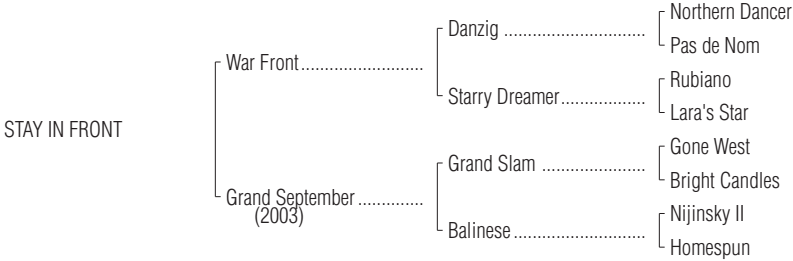 Northern Dancer
Danzig ..............................
Pas de Nom
War Front..........................
Rubiano
Starry Dreamer..................
Lara's Star
STAY IN FRONT
Gone West
Grand Slam ......................
Bright Candles
Grand September ..............
(2003)
Nijinsky II
Balinese ............................
Homespun